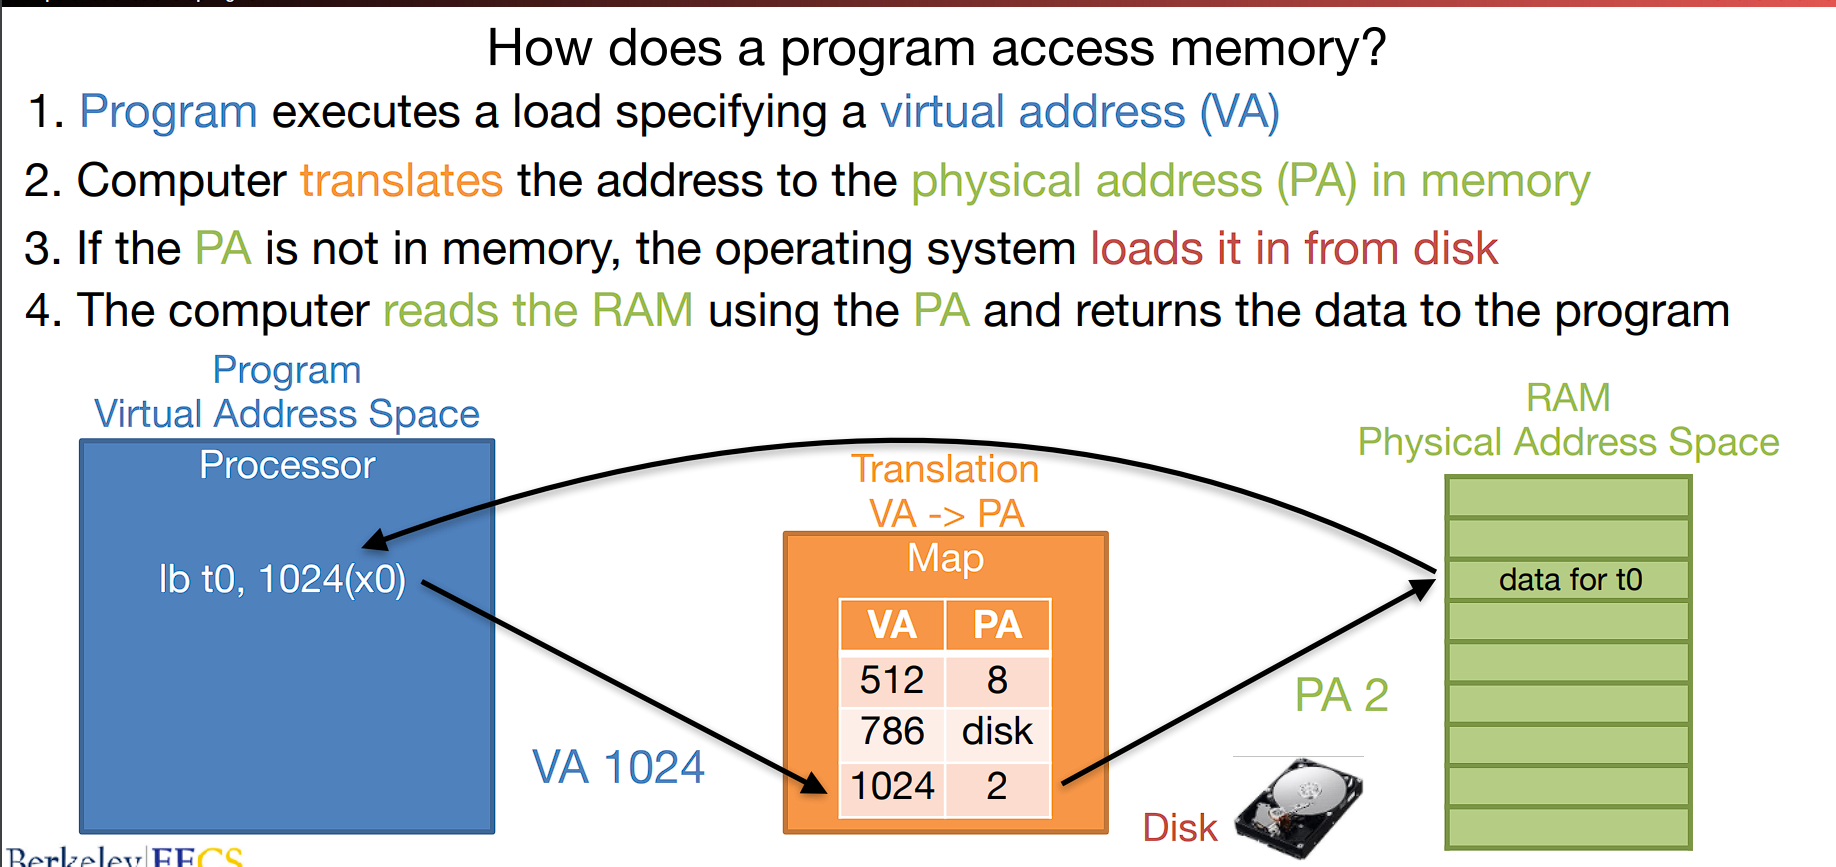 How does a program access memory?
1. Program executes a load specifying a virtual address (VA)
2. Computer translates the address to the physical address (PA) in memory
3. If the PA is not in memory, the operating system loads it in from disk
4. The computer reads the RAM using the PA and returns the data to the program
Program
Virtual Address Space
Processor
lb t0, 1024(x0)
VA 1024
Translation
VA -> PA
Map
VA PA
512 8
786 disk
1024 2
PA 2
Disk
RAM
Physical Address Space
data for t0
Berkeley EECS